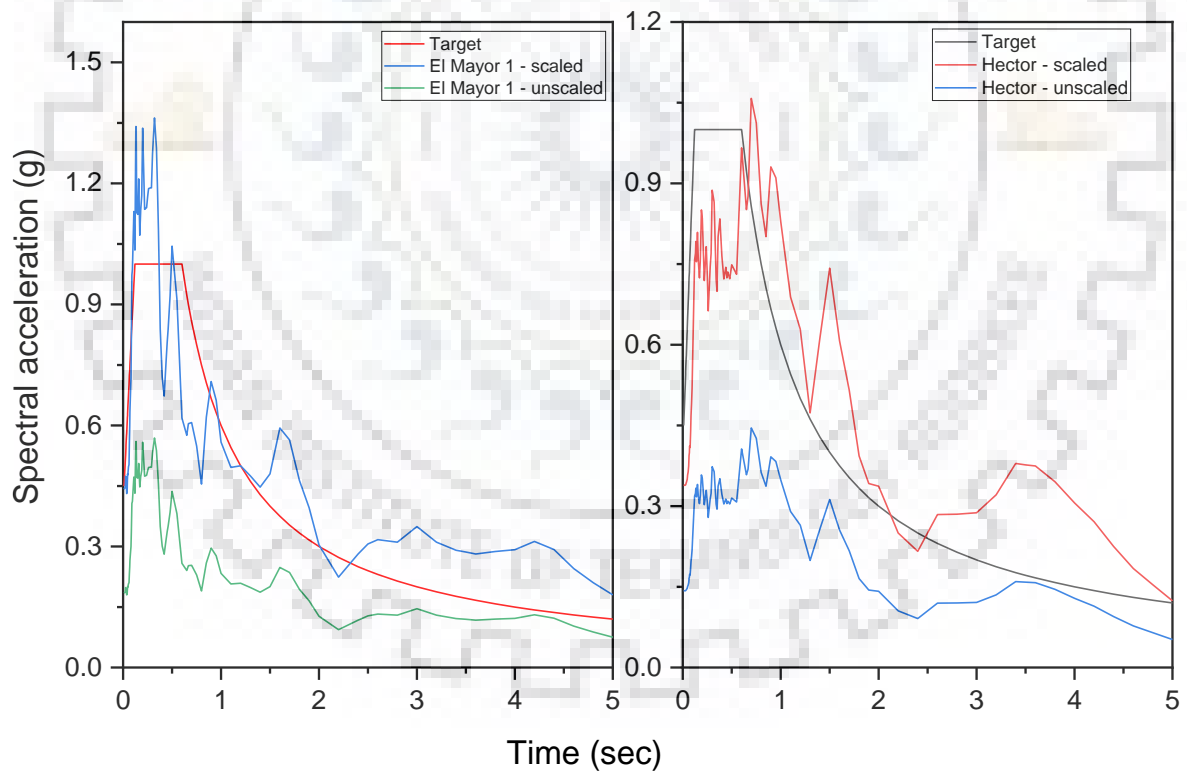 Target
El Mayor 1 - scaled
El Mayor 1 - unscaled
Target
Hector - scaled
Hector - unscaled
Spectral acceleration (g)
1.5
1.2
0.9
0.6
0.3
0.0
0 1 2 3 4 5
1.2
0.9
0.6
0.3
0.0
0 1 2 3 4 5
Time (sec)